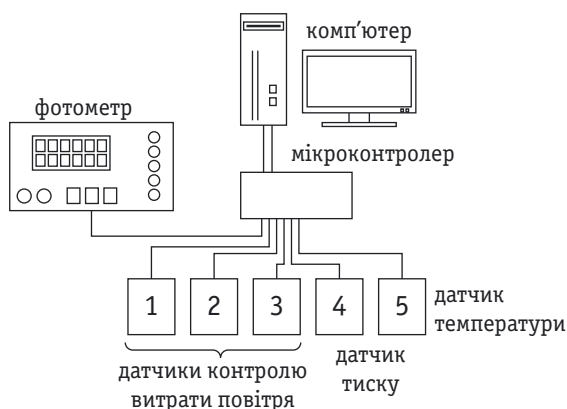 комп'ютер
фотометр
мікроконтролер
1 2 3 4 5
датчик
температури
датчики контролю
витрати повітря
датчик
тиску